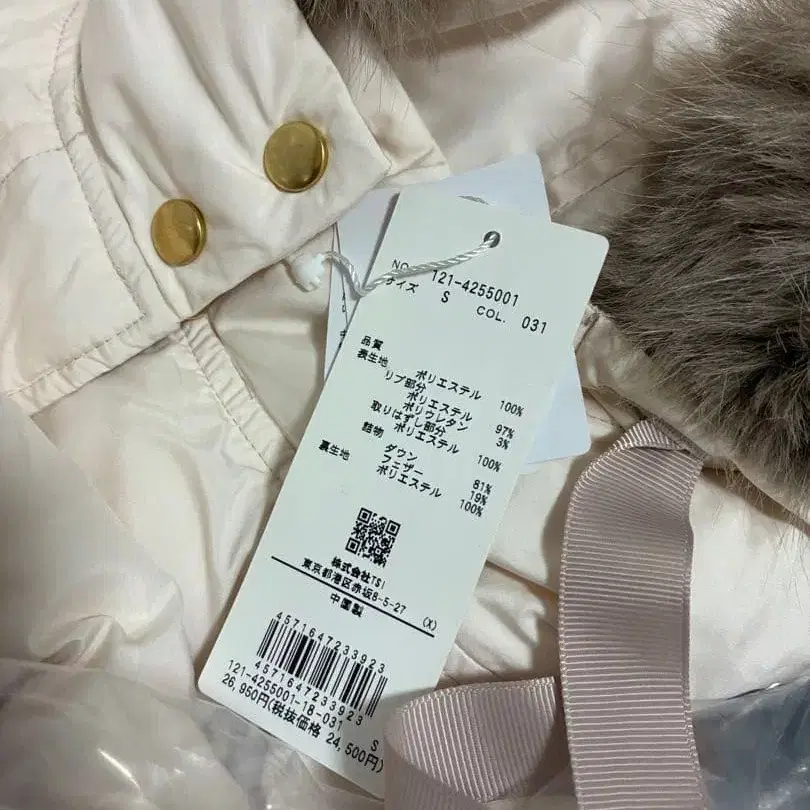 NO. 121-4255001
サイズ S COL. 031
品質
表生地 ポリエステル 100%
リブ部分
ポリエステル 97%
ポリウレタン 3%
取りはずし部分
ポリエステル 100%
詰物 ダウン 81%
フェザー 19%
裏生地 ポリエステル 100%
株式会社TSI
東京都港区赤坂8-5-27
中国製 (X)
4571647233923
4571647233923
121-4255001-18-031 S
26,950円(税抜価格 24,500円)